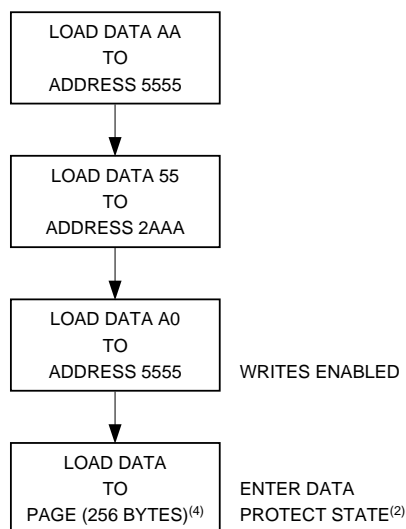 LOAD DATA AA
TO
ADDRESS 5555
LOAD DATA 55
TO
ADDRESS 2AAA
LOAD DATA A0
TO
ADDRESS 5555
WRITES ENABLED
LOAD DATA
TO
PAGE (256 BYTES)(4)
ENTER DATA
PROTECT STATE(2)